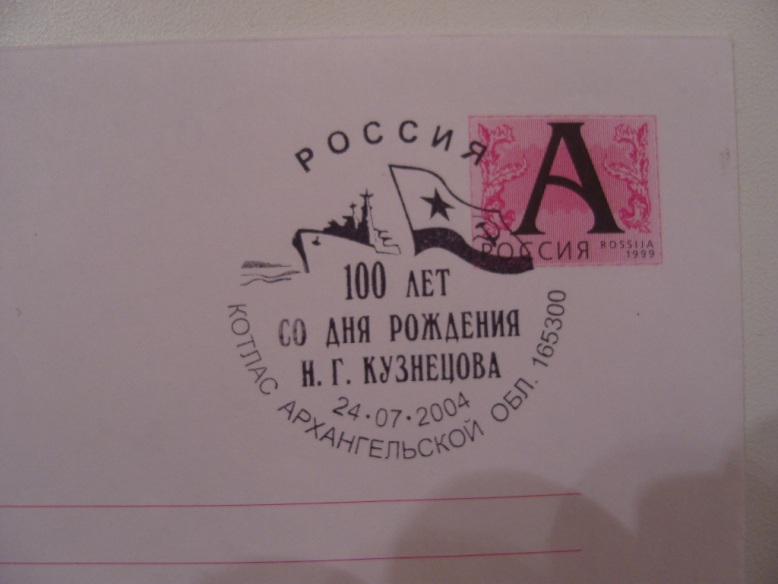 РОССИЯ
А
РОССИЯ
ROSSIJA
1999
100 ЛЕТ
СО ДНЯ РОЖДЕНИЯ
Н. Г. КУЗНЕЦОВА
24·07·2004
КОТЛАС АРХАНГЕЛЬСКОЙ ОБЛ. 165300